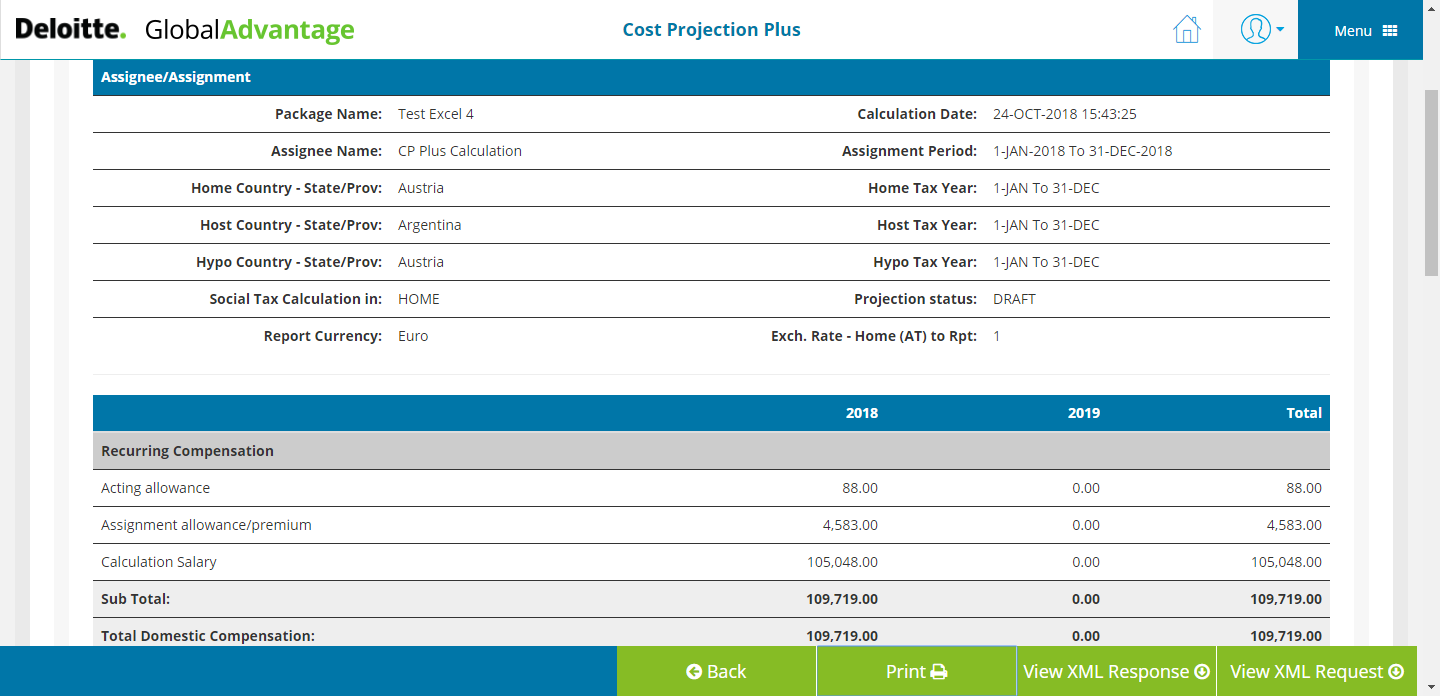 Deloitte. GlobalAdvantage Cost Projection Plus Menu
Assignee/Assignment
Package Name: Test Excel 4 Calculation Date: 24-OCT-2018 15:43:25
Assignee Name: CP Plus Calculation Assignment Period: 1-JAN-2018 To 31-DEC-2018
Home Country - State/Prov: Austria Home Tax Year: 1-JAN To 31-DEC
Host Country - State/Prov: Argentina Host Tax Year: 1-JAN To 31-DEC
Hypo Country - State/Prov: Austria Hypo Tax Year: 1-JAN To 31-DEC
Social Tax Calculation in: HOME Projection status: DRAFT
Report Currency: Euro Exch. Rate - Home (AT) to Rpt: 1
2018 2019 Total
Recurring Compensation
Acting allowance 88.00 0.00 88.00
Assignment allowance/premium 4,583.00 0.00 4,583.00
Calculation Salary 105,048.00 0.00 105,048.00
Sub Total: 109,719.00 0.00 109,719.00
Total Domestic Compensation: 109,719.00 0.00 109,719.00
Back Print View XML Response View XML Request